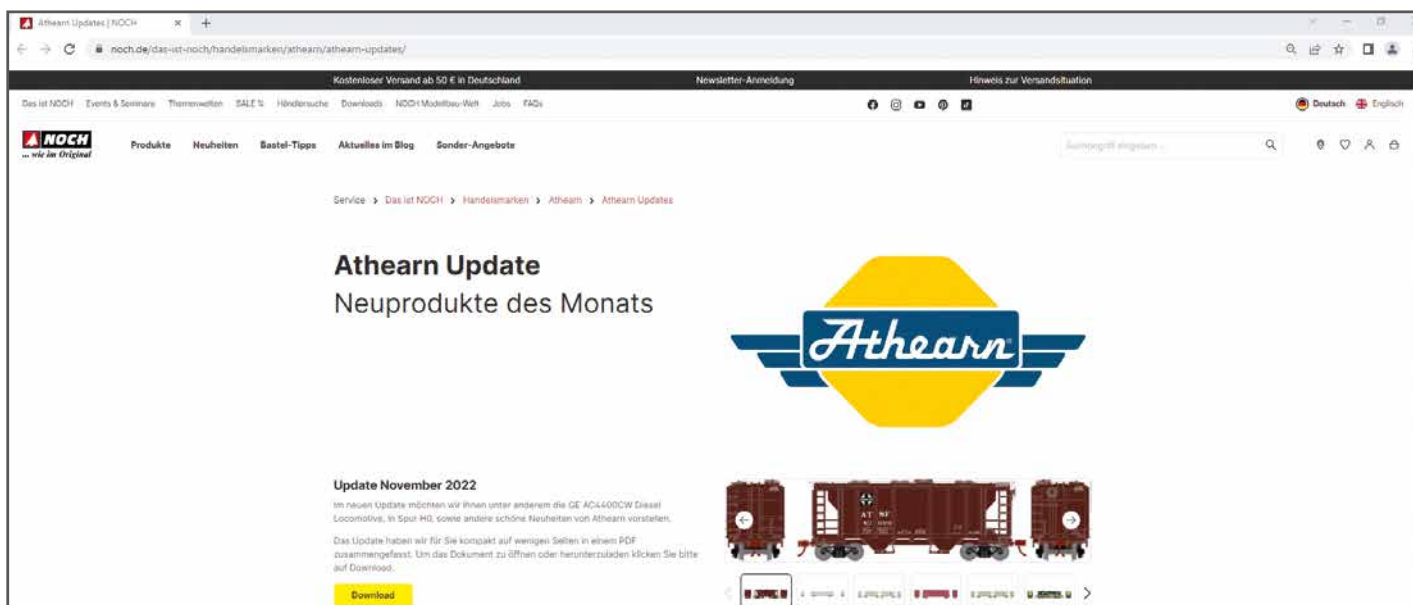 Athearn Updates | NOCH
noch.de/das-ist-noch/handelsmarken/athearn/athearn-updates/
Kostenloser Versand ab 50 € in Deutschland Newsletter-Anmeldung Hinweis zur Versandsituation
Das ist NOCH Events & Seminare Themenwelten SALE % Händlersuche Downloads NOCH Modellbau-Welt Jobs FAQs Deutsch Englisch
NOCH
... wie im Original
Produkte Neuheiten Bastel-Tipps Aktuelles im Blog Sonder-Angebote Suchbegriff eingeben ...
Service > Das ist NOCH > Handelsmarken > Athearn > Athearn Updates
Athearn Update
Neuprodukte des Monats
Athearn
Update November 2022
Im neuen Update möchten wir Ihnen unter anderem die GE AC4400CW Diesel
Locomotive, in Spur H0, sowie andere schöne Neuheiten von Athearn vorstellen.
Das Update haben wir für Sie kompakt auf wenigen Seiten in einem PDF
zusammengefasst. Um das Dokument zu öffnen oder herunterzuladen klicken Sie bitte
auf Download.
Download
AT SF